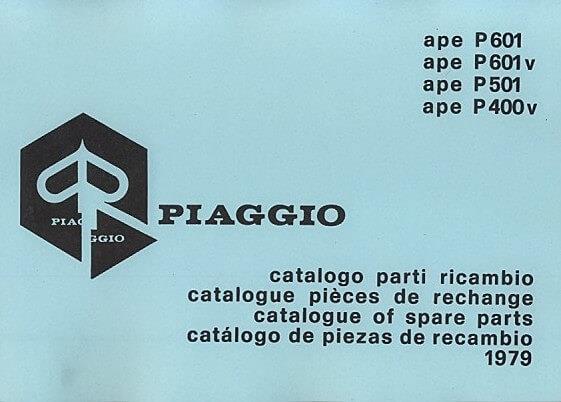 ape P601
ape P601v
ape P501
ape P400v
PIAGGIO
PIAGGIO
catalogo parti ricambio
catalogue pièces de rechange
catalogue of spare parts
catálogo de piezas de recambio
1979